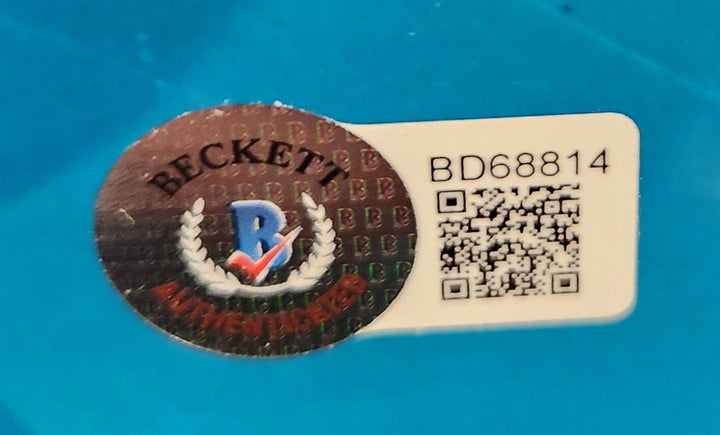 BECKETT
B
AUTHENTICATED
BD68814